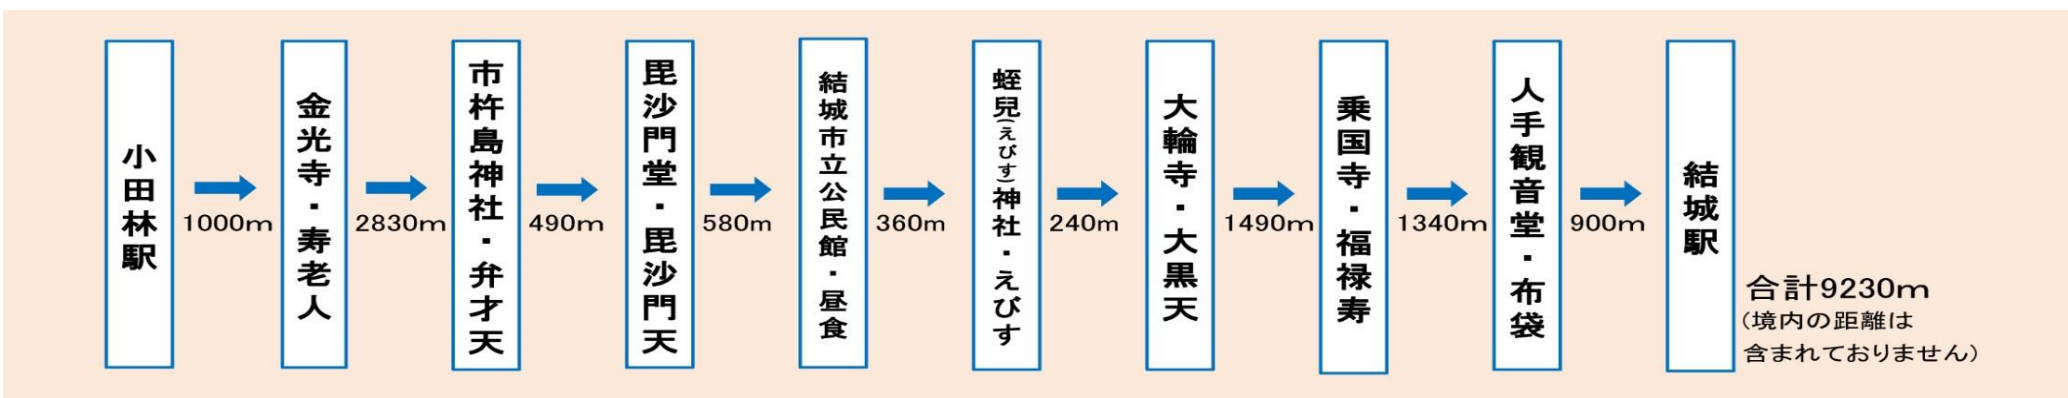 小田林駅
1000m
金光寺・寿老人
2830m
市杵島神社・弁才天
490m
毘沙門堂・毘沙門天
580m
結城市立公民館・昼食
360m
蛭兒(えびす)神社・えびす
240m
大輪寺・大黒天
1490m
乗国寺・福禄寿
1340m
人手観音堂・布袋
900m
結城駅
合計9230m
(境内の距離は
含まれておりません)